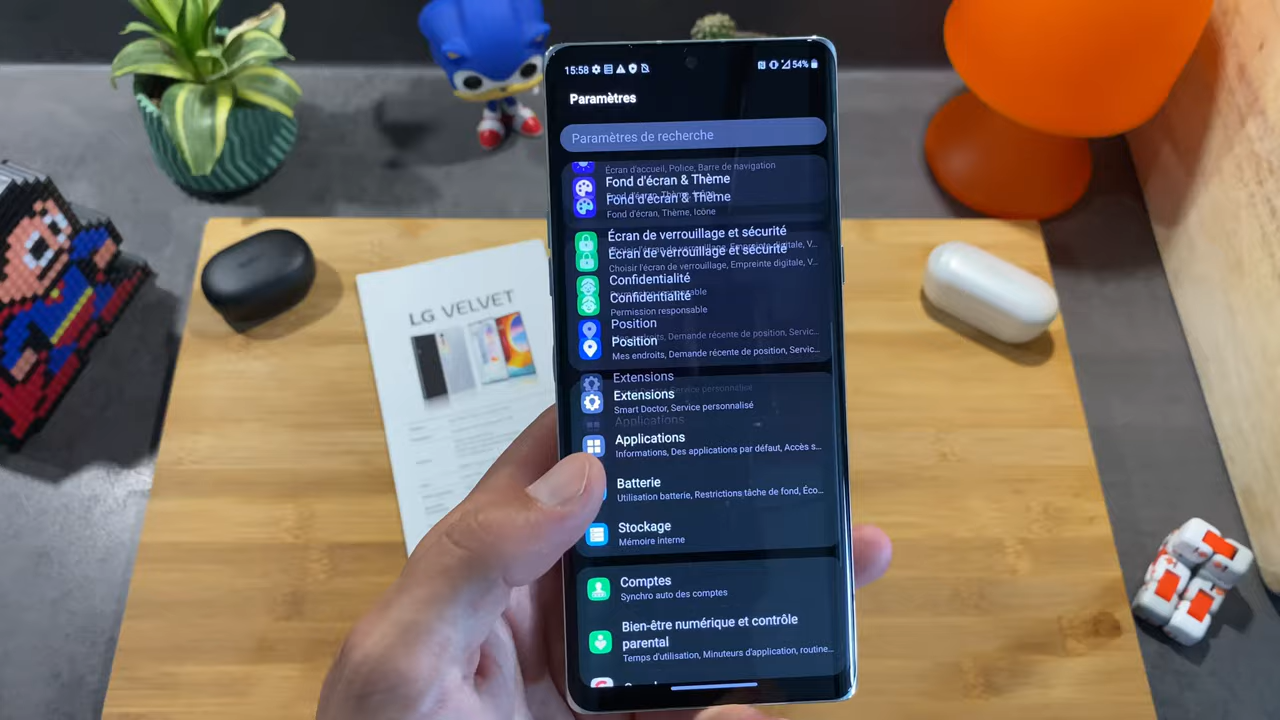 15:58
54%
Paramètres
Paramètres de recherche
Écran d'accueil, Police, Barre de navigation
Fond d'écran & Thème
Fond d'écran & Thème
Fond d'écran, Thème, Icône
Écran de verrouillage et sécurité
Écran de verrouillage et sécurité
Choisir l'écran de verrouillage, Empreinte digitale, V...
Confidentialité
Confidentialité
Permission responsable
Position
Position
Mes endroits, Demande récente de position, Servic...
Extensions
Extensions
Smart Doctor, Service personnalisé
Applications
Applications
Informations, Des applications par défaut, Accès s...
Batterie
Utilisation batterie, Restrictions tâche de fond, Éco...
Stockage
Mémoire interne
Comptes
Synchro auto des comptes
Bien-être numérique et contrôle
parental
Temps d'utilisation, Minuteurs d'application, routine...
LG VELVET